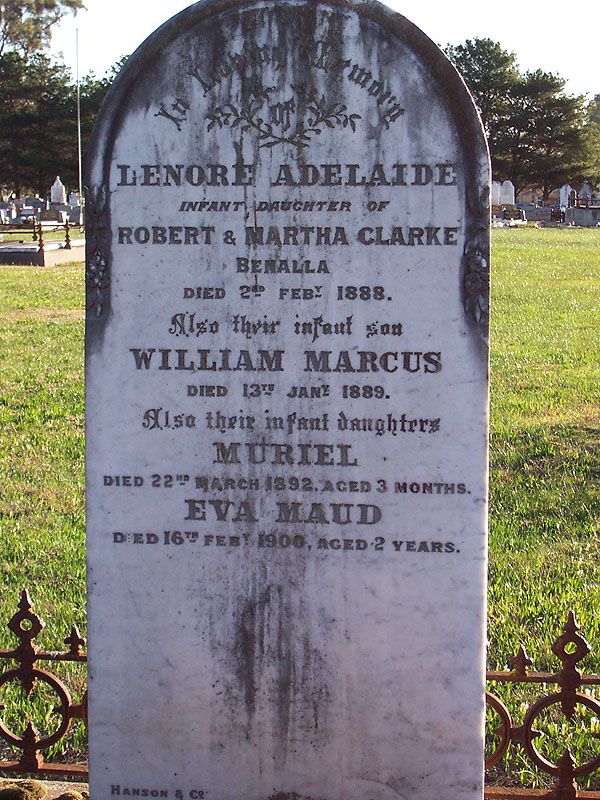 In Loving Memory
of
LENORE ADELAIDE
INFANT DAUGHTER OF
ROBERT & MARTHA CLARKE
BENALLA
DIED 2ND FEBY 1888.
Also their infant son
WILLIAM MARCUS
DIED 13TH JANY 1889.
Also their infant daughters
MURIEL
DIED 22ND MARCH 1892. AGED 3 MONTHS.
EVA MAUD
DIED 16TH FEBY 1900, AGED 2 YEARS.
HANSON & CO